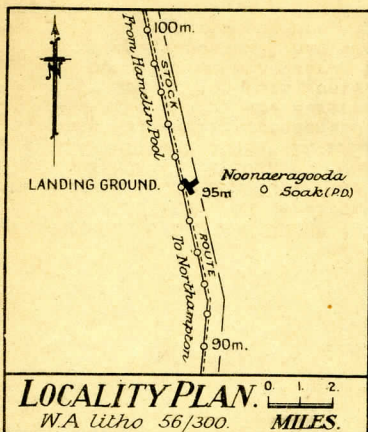 100m.
From Hamelin Pool
STOCK
N
LANDING GROUND.
95m
Noonaeragooda
Soak (P.D.)
ROUTE
To Northampton
90m.
LOCALITY PLAN.
0. 1. 2.
MILES.
W.A litho 56/300.